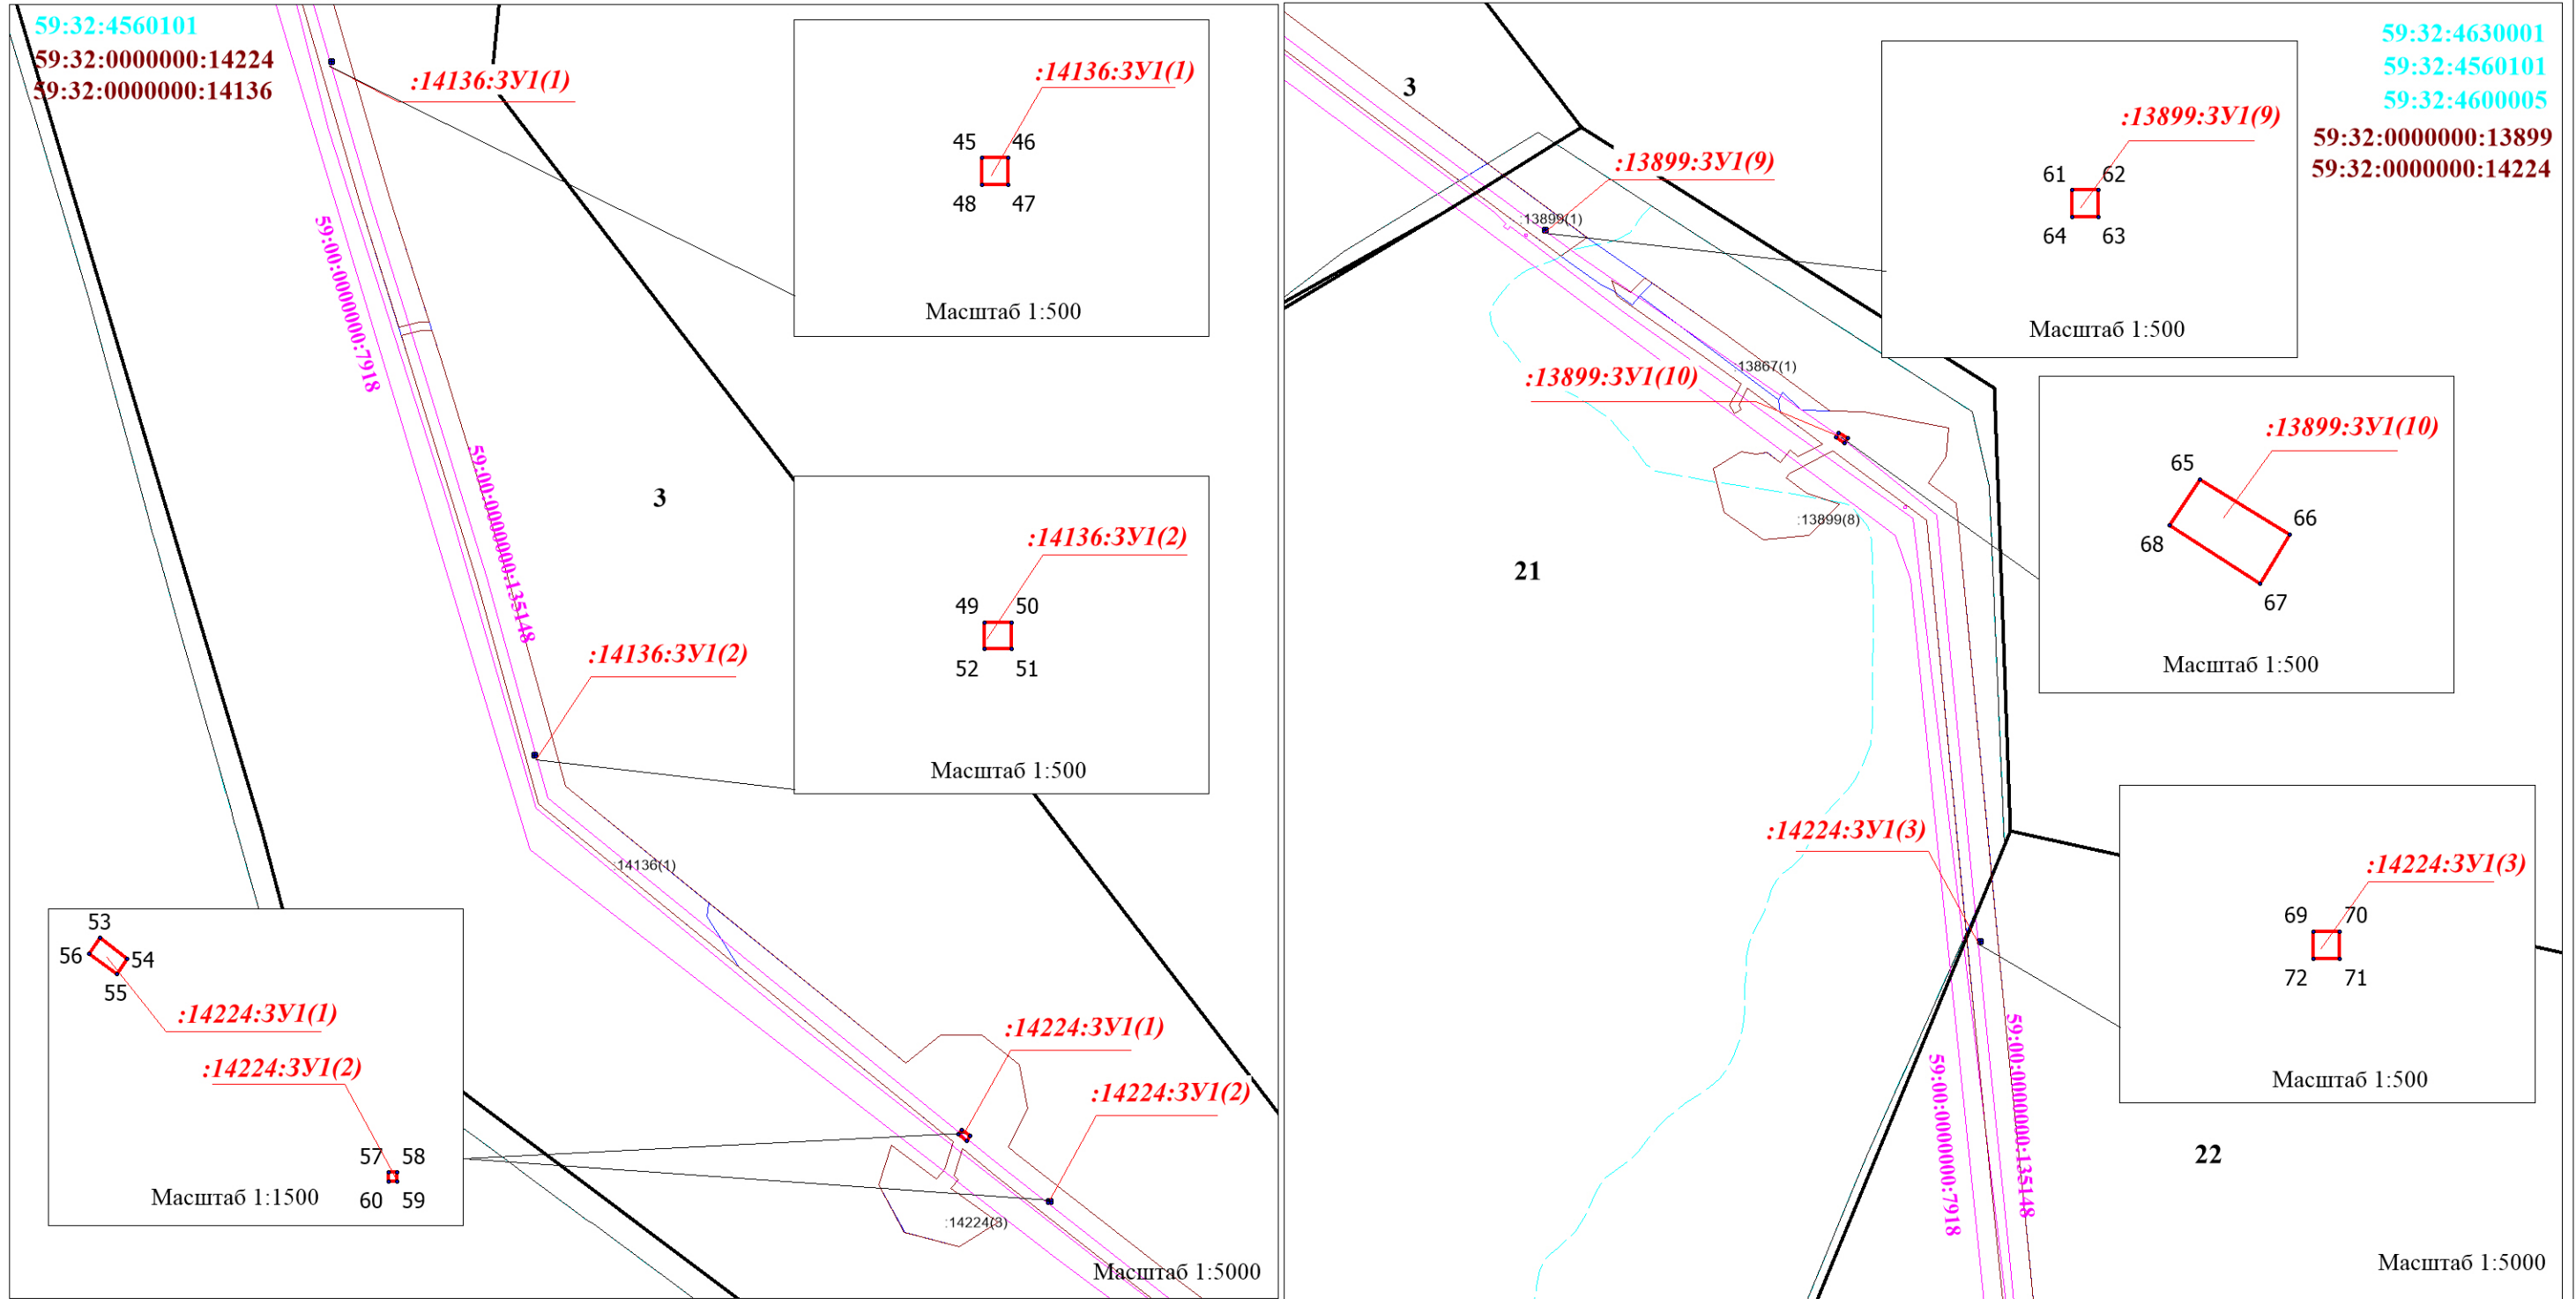 59:32:4560101
59:32:0000000:14224
59:32:0000000:14136
:14136:ЗУ1(1)
:14136:ЗУ1(1)
45 46
48 47
Масштаб 1:500
59:00:0000000:7918
59:00:0000000:135148
3
:14136:ЗУ1(2)
49 50
52 51
Масштаб 1:500
:14136:ЗУ1(2)
:14136(1)
53
56 54
55
:14224:ЗУ1(1)
:14224:ЗУ1(2)
57 58
60 59
Масштаб 1:1500
:14224:ЗУ1(1)
:14224:ЗУ1(2)
:14224(3)
Масштаб 1:5000
59:32:4630001
59:32:4560101
59:32:4600005
59:32:0000000:13899
59:32:0000000:14224
3
:13899:ЗУ1(9)
:13899:ЗУ1(9)
61 62
64 63
Масштаб 1:500
:13899(1)
:13899:ЗУ1(10)
:13867(1)
:13899:ЗУ1(10)
65
66
68
67
Масштаб 1:500
:13899(8)
21
:14224:ЗУ1(3)
:14224:ЗУ1(3)
69 70
72 71
Масштаб 1:500
59:00:0000000:7918
59:00:0000000:135148
22
Масштаб 1:5000